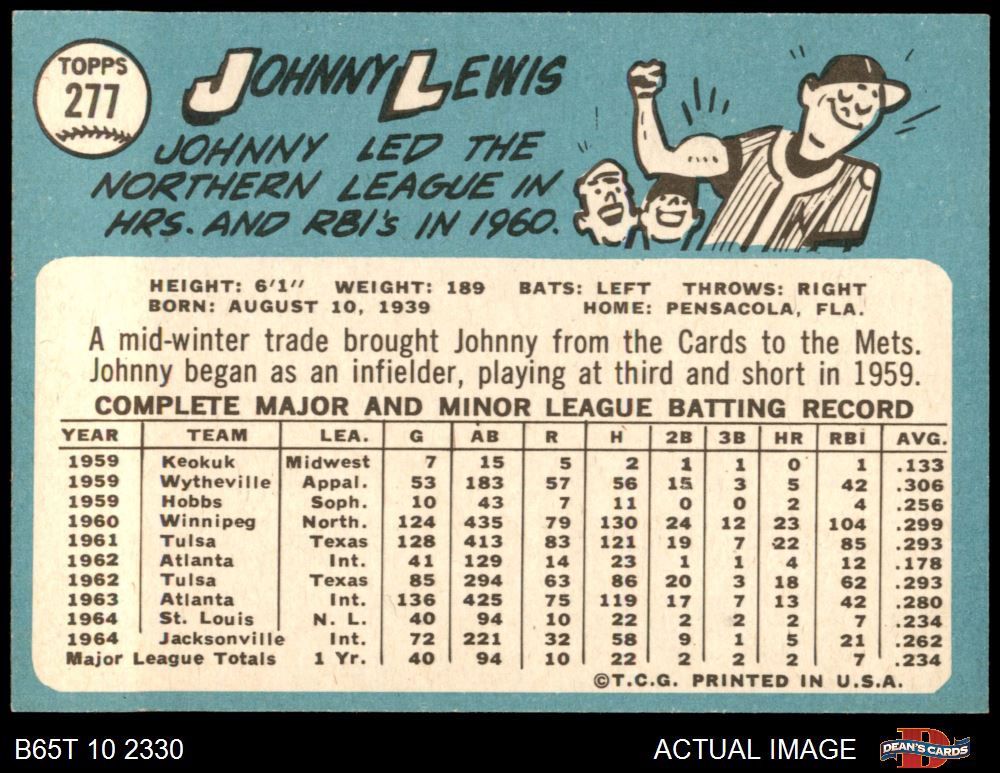 TOPPS
277
JOHNNY LEWIS
JOHNNY LED THE
NORTHERN LEAGUE IN
HRS. AND RBI's IN 1960.
HEIGHT: 6'1" WEIGHT: 189 BATS: LEFT THROWS: RIGHT
BORN: AUGUST 10, 1939 HOME: PENSACOLA, FLA.
A mid-winter trade brought Johnny from the Cards to the Mets.
Johnny began as an infielder, playing at third and short in 1959.
COMPLETE MAJOR AND MINOR LEAGUE BATTING RECORD
YEAR TEAM LEA. G AB R H 2B 3B HR RBI AVG.
1959 Keokuk Midwest 7 15 5 2 1 1 0 1 .133
1959 Wytheville Appal. 53 183 57 56 15 3 5 42 .306
1959 Hobbs Soph. 10 43 7 11 0 0 2 4 .256
1960 Winnipeg North. 124 435 79 130 24 12 23 104 .299
1961 Tulsa Texas 128 413 83 121 19 7 22 85 .293
1962 Atlanta Int. 41 129 14 23 1 1 4 12 .178
1962 Tulsa Texas 85 294 63 86 20 3 18 62 .293
1963 Atlanta Int. 136 425 75 119 17 7 13 42 .280
1964 St. Louis N. L. 40 94 10 22 2 2 2 7 .234
1964 Jacksonville Int. 72 221 32 58 9 1 5 21 .262
Major League Totals 1 Yr. 40 94 10 22 2 2 2 7 .234
©T.C.G. PRINTED IN U.S.A.
B65T 10 2330 ACTUAL IMAGE DEAN'S CARDS